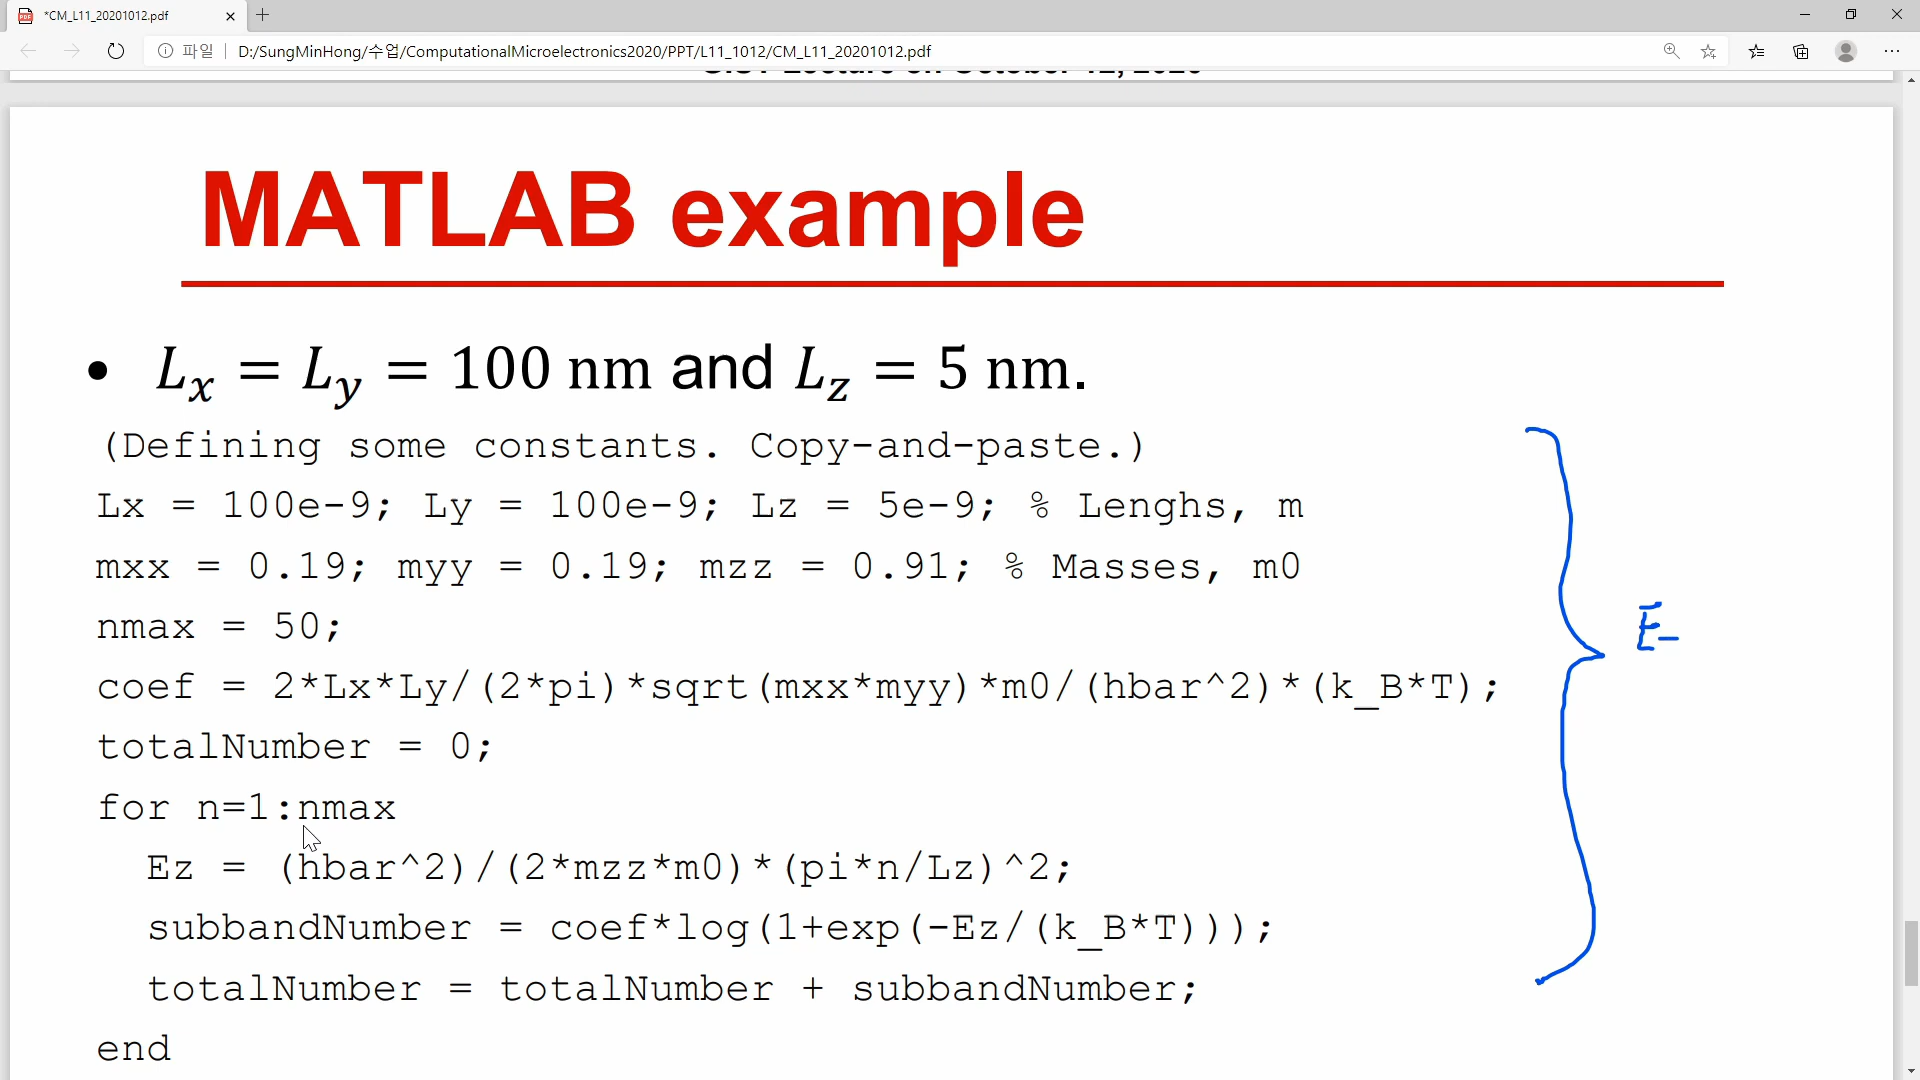 *CM_L11_20201012.pdf
파일 D:/SungMinHong/수업/ComputationalMicroelectronics2020/PPT/L11_1012/CM_L11_20201012.pdf
MATLAB example
• Lx = Ly = 100 nm and Lz = 5 nm.
(Defining some constants. Copy-and-paste.)
Lx = 100e-9; Ly = 100e-9; Lz = 5e-9; % Lenghs, m
mxx = 0.19; myy = 0.19; mzz = 0.91; % Masses, m0
nmax = 50;
coef = 2*Lx*Ly/(2*pi)*sqrt(mxx*myy)*m0/(hbar^2)*(k_B*T);
totalNumber = 0;
for n=1:nmax
Ez = (hbar^2)/(2*mzz*m0)*(pi*n/Lz)^2;
subbandNumber = coef*log(1+exp(-Ez/(k_B*T)));
totalNumber = totalNumber + subbandNumber;
end